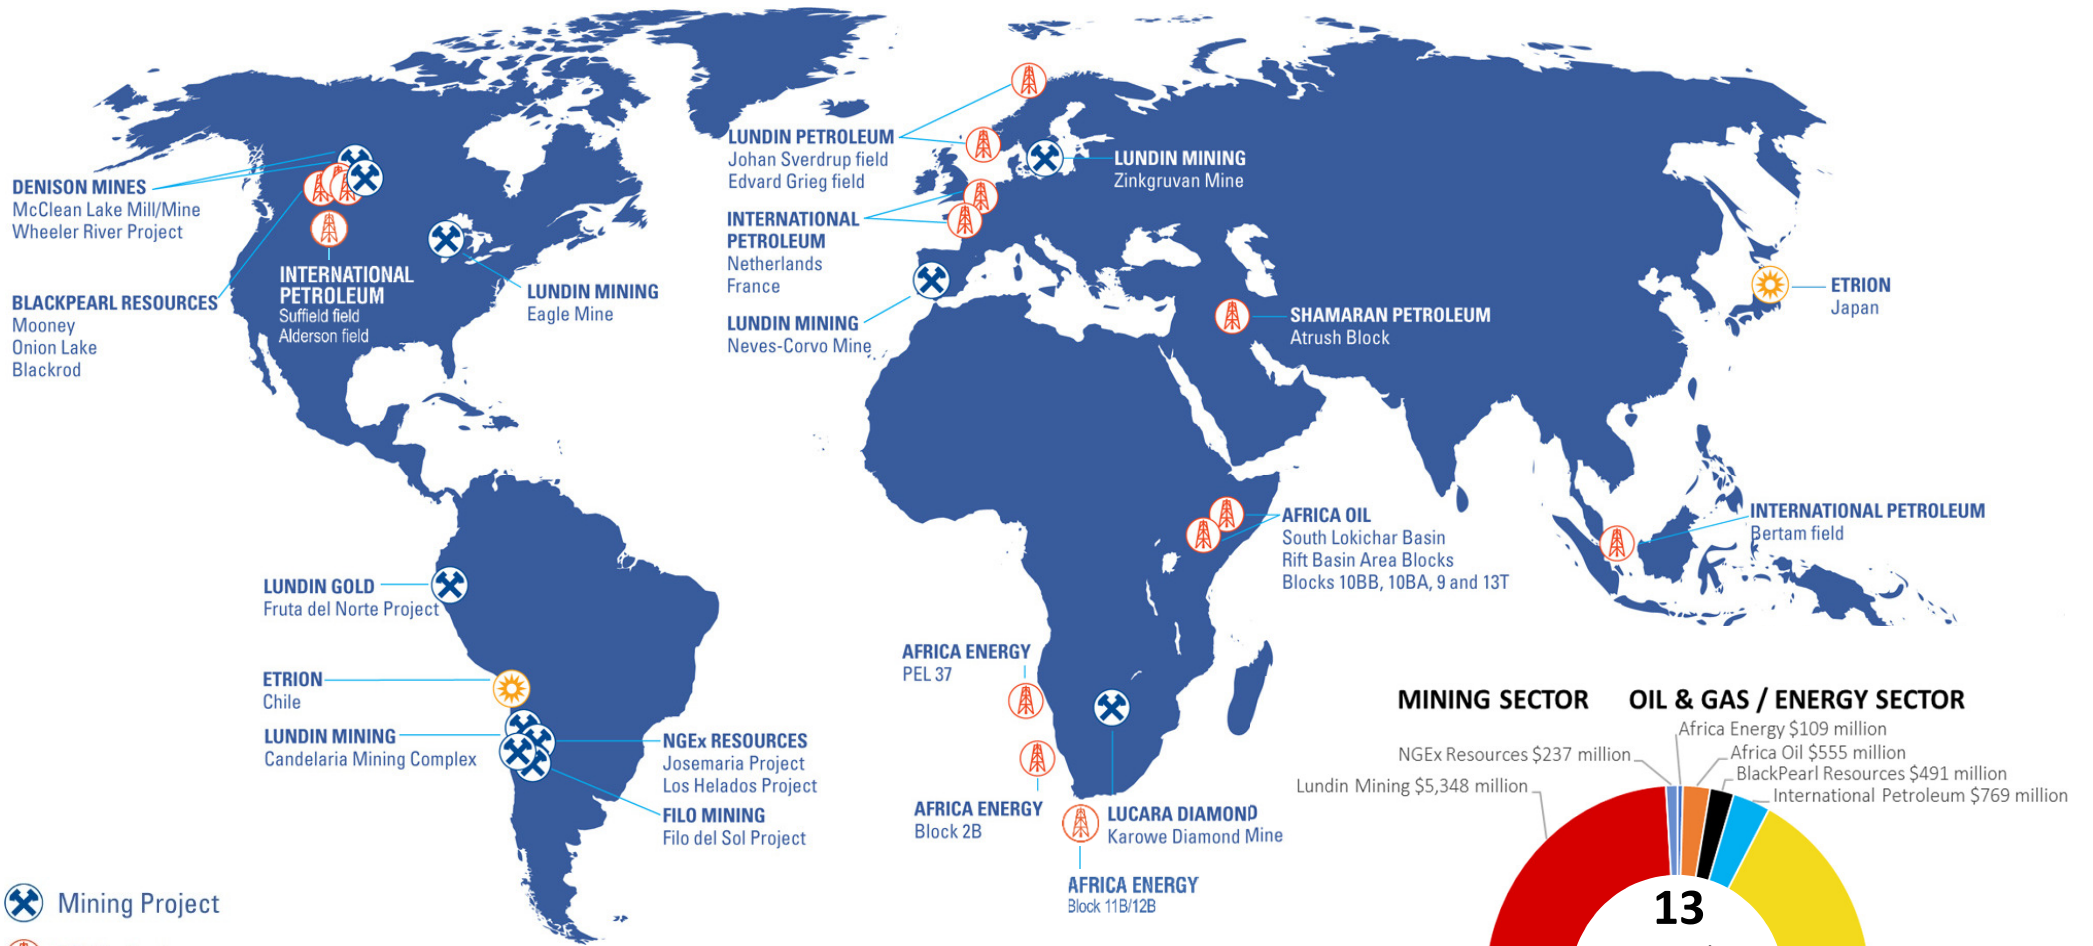 DENISON MINES
McClean Lake Mill/Mine
Wheeler River Project
BLACKPEARL RESOURCES
Mooney
Onion Lake
Blackrod
INTERNATIONAL
PETROLEUM
Suffield field
Alderson field
LUNDIN MINING
Eagle Mine
LUNDIN PETROLEUM
Johan Sverdrup field
Edvard Grieg field
INTERNATIONAL
PETROLEUM
Netherlands
France
LUNDIN MINING
Neves-Corvo Mine
LUNDIN MINING
Zinkgruvan Mine
SHAMARAN PETROLEUM
Atrush Block
ETRION
Japan
INTERNATIONAL PETROLEUM
Bertam field
AFRICA OIL
South Lokichar Basin
Rift Basin Area Blocks
Blocks 10BB, 10BA, 9 and 13T
LUNDIN GOLD
Fruta del Norte Project
ETRION
Chile
LUNDIN MINING
Candelaria Mining Complex
NGEx RESOURCES
Josemaria Project
Los Helados Project
FILO MINING
Filo del Sol Project
AFRICA ENERGY
PEL 37
AFRICA ENERGY
Block 2B
LUCARA DIAMOND
Karowe Diamond Mine
AFRICA ENERGY
Block 11B/12B
MINING SECTOR OIL & GAS / ENERGY SECTOR
Africa Energy $109 million
NGEx Resources $237 million
Africa Oil $555 million
BlackPearl Resources $491 million
Lundin Mining $5,348 million
International Petroleum $769 million
13
Mining Project